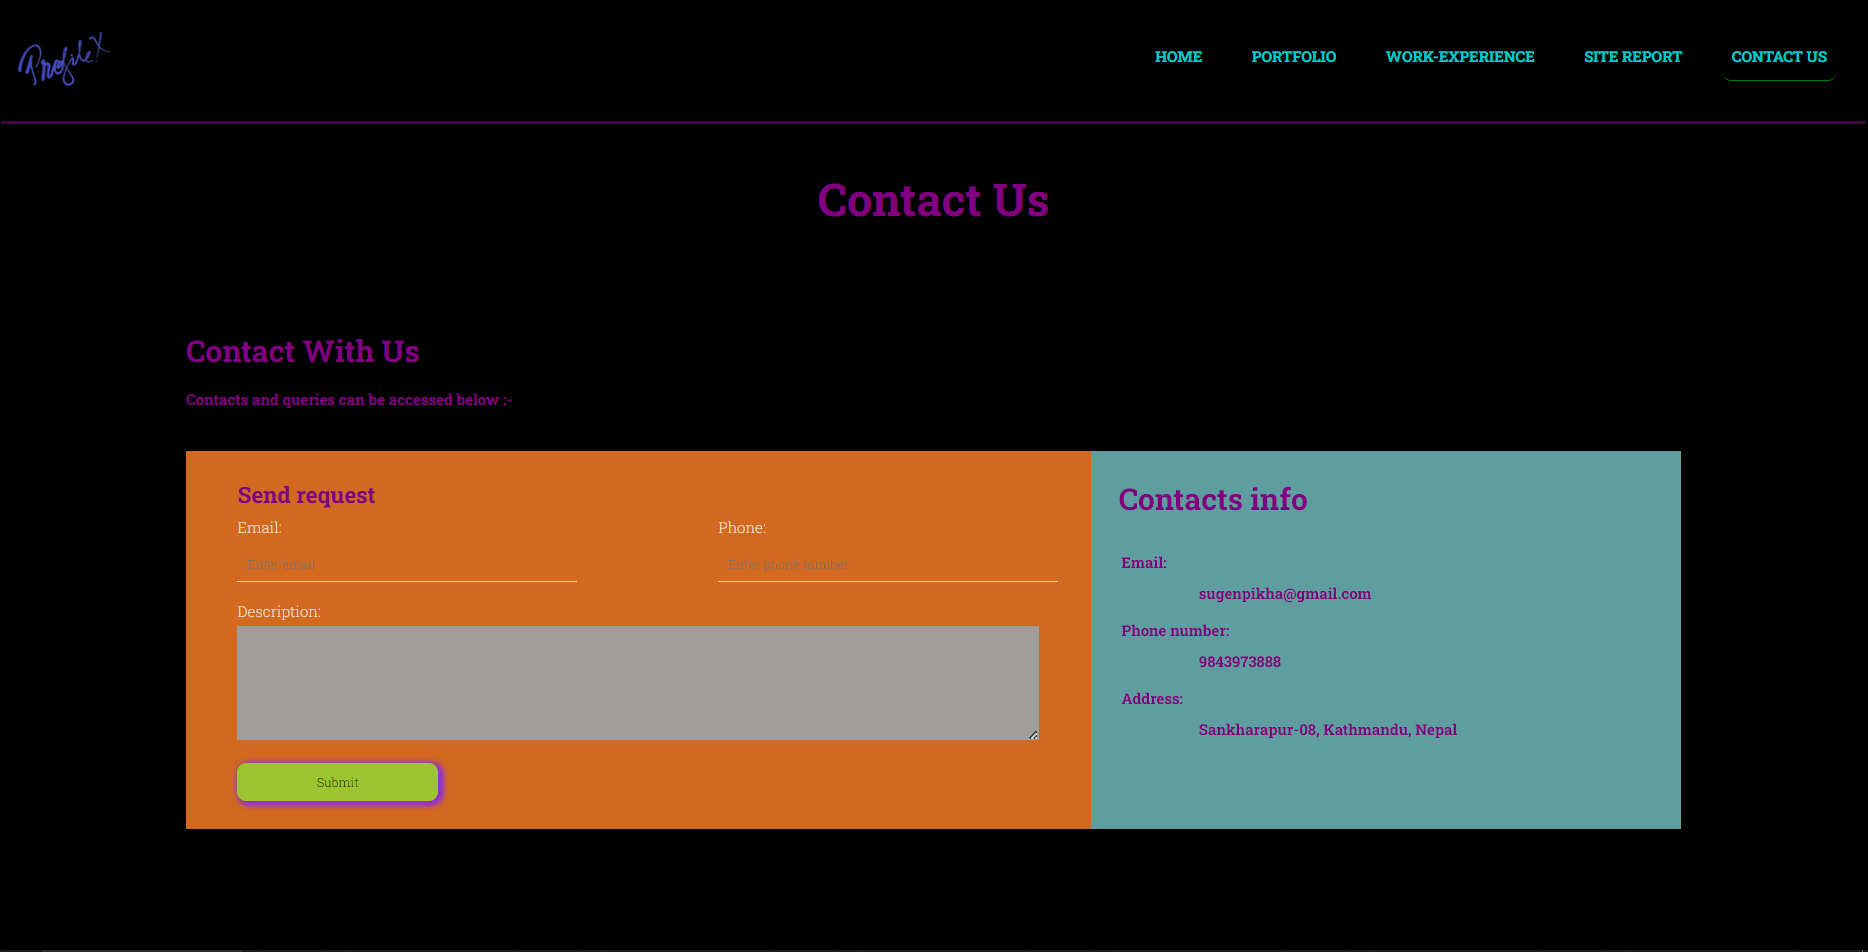 ProfileX
HOME PORTFOLIO WORK-EXPERIENCE SITE REPORT CONTACT US
Contact Us
Contact With Us
Contacts and queries can be accessed below :-
Send request
Email: Phone:
Enter email Enter phone number
Description:
Submit
Contacts info
Email:
sugenpikha@gmail.com
Phone number:
9843973888
Address:
Sankharapur-08, Kathmandu, Nepal